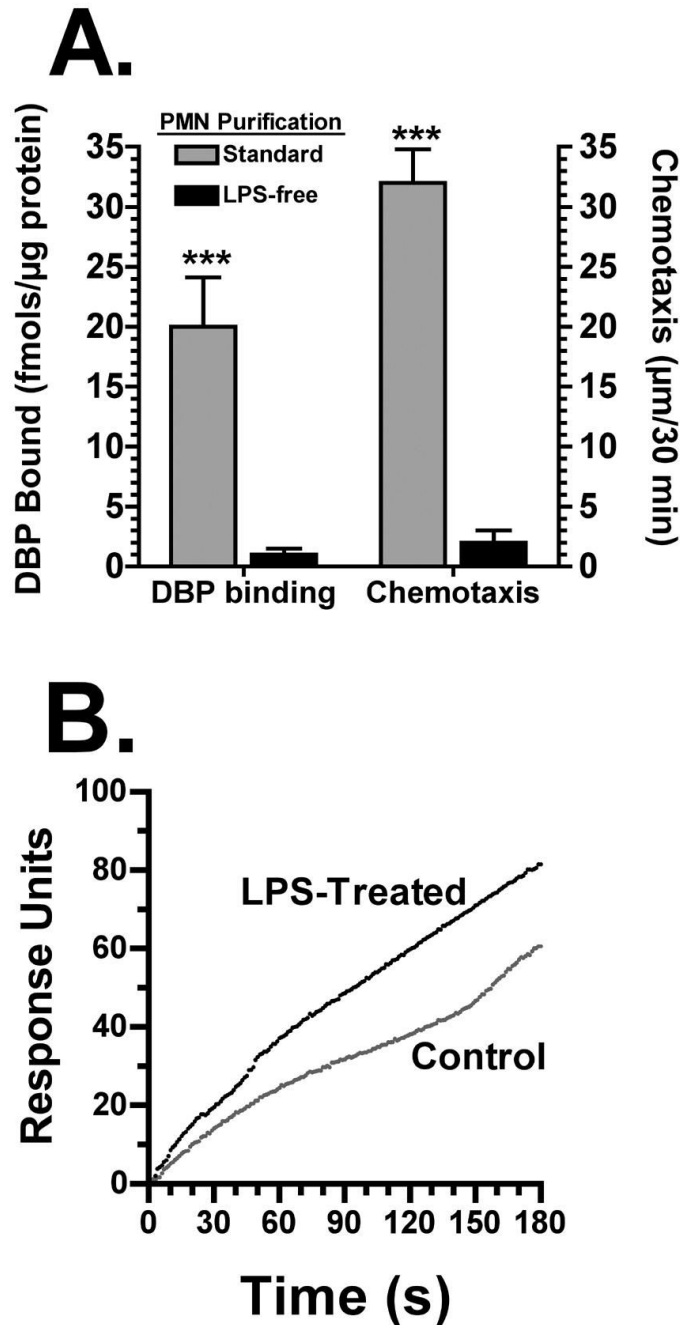 A.
DBP Bound (fmols/µg protein)
35
30
25
20
15
10
5
0
PMN Purification
Standard
LPS-free
***
***
DBP binding
Chemotaxis
35
30
25
20
15
10
5
0
Chemotaxis (µm/30 min)
B.
Response Units
100
80
60
40
20
0
LPS-Treated
Control
0 30 60 90 120 150 180
Time (s)